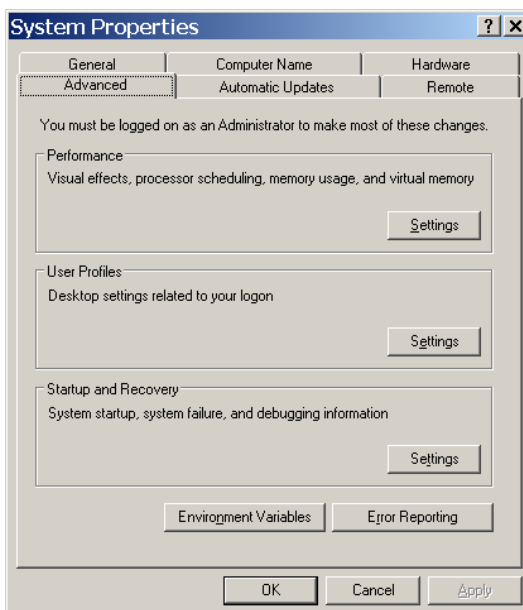 System Properties
General Computer Name Hardware
Advanced Automatic Updates Remote
You must be logged on as an Administrator to make most of these changes.
Performance
Visual effects, processor scheduling, memory usage, and virtual memory
Settings
User Profiles
Desktop settings related to your logon
Settings
Startup and Recovery
System startup, system failure, and debugging information
Settings
Environment Variables Error Reporting
OK Cancel Apply